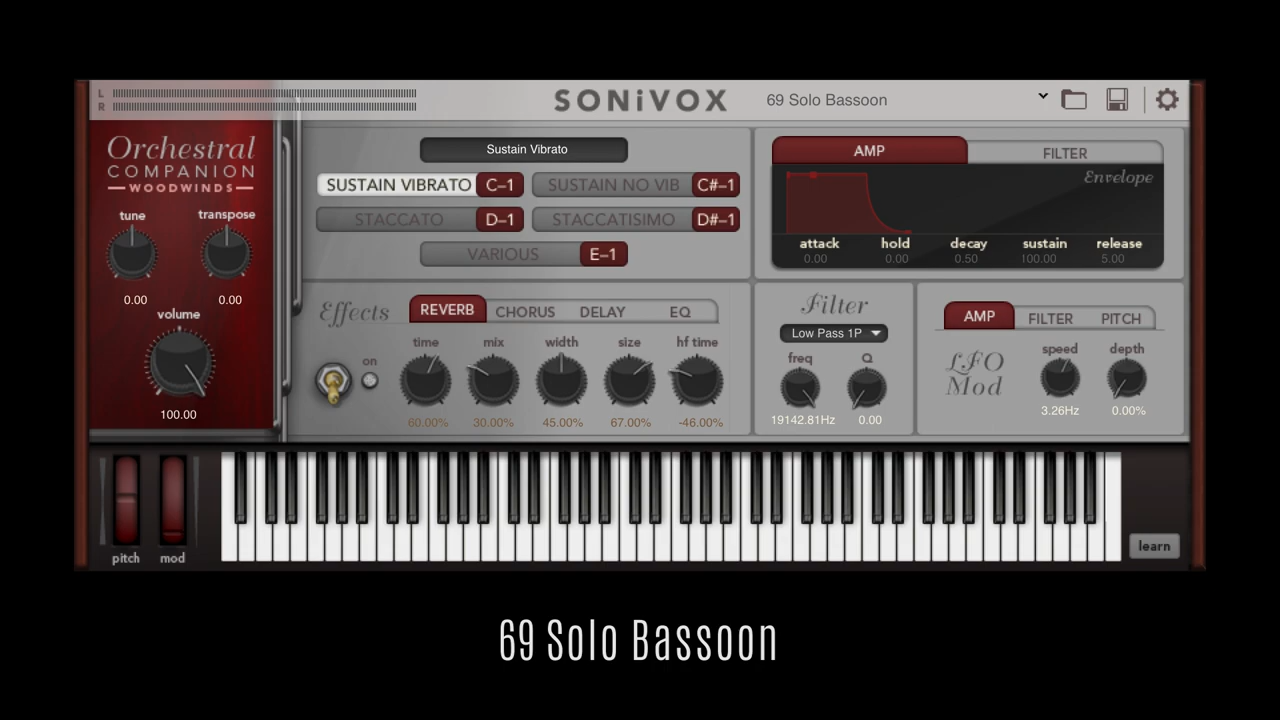 L
R
SONiVOX
69 Solo Bassoon
Orchestral
COMPANION
WOODWINDS
tune
transpose
0.00
0.00
volume
100.00
Sustain Vibrato
SUSTAIN VIBRATO C–1
SUSTAIN NO VIB C#–1
STACCATO D–1
STACCATISIMO D#–1
VARIOUS E–1
AMP
FILTER
Envelope
attack hold decay sustain release
0.00 0.00 0.50 100.00 5.00
Effects
REVERB CHORUS DELAY EQ
on
time mix width size hf time
60.00% 30.00% 45.00% 67.00% -46.00%
Filter
Low Pass 1P
freq Q
19142.81Hz 0.00
AMP FILTER PITCH
LFO
Mod
speed depth
3.26Hz 0.00%
pitch mod
learn
69 Solo Bassoon